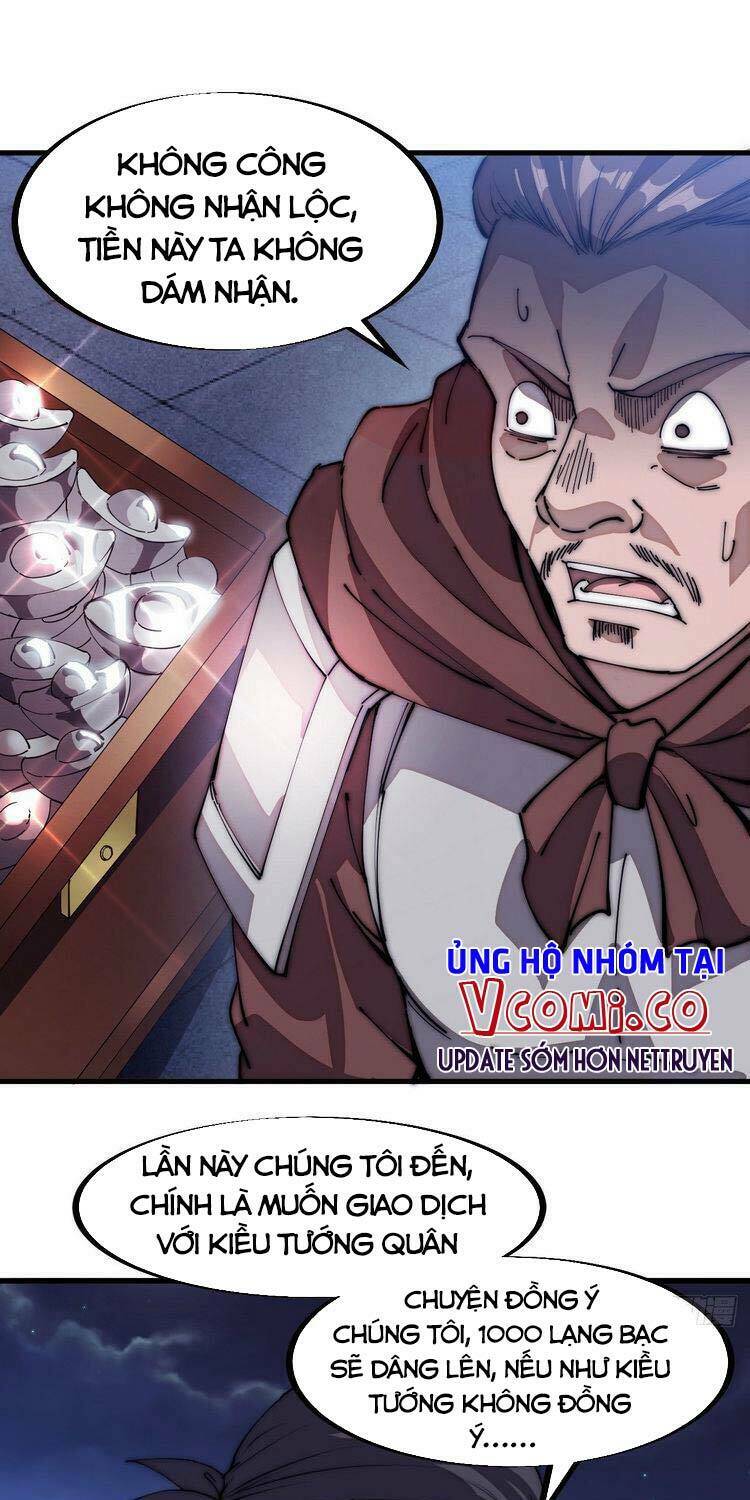 KHÔNG CÔNG
KHÔNG NHẬN LỘC,
TIỀN NÀY TA KHÔNG
DÁM NHẬN.
ỦNG HỘ NHÓM TẠI
VCOMI.CO
UPDATE SỚM HƠN NETTRUYEN
LẦN NÀY CHÚNG TÔI ĐẾN,
CHÍNH LÀ MUỐN GIAO DỊCH
VỚI KIỀU TƯỚNG QUÂN
CHUYỆN ĐỒNG Ý
CHÚNG TÔI, 1000 LẠNG BẠC
SẼ DÂNG LÊN, NẾU NHƯ KIỀU
TƯỚNG KHÔNG ĐỒNG
Ý......